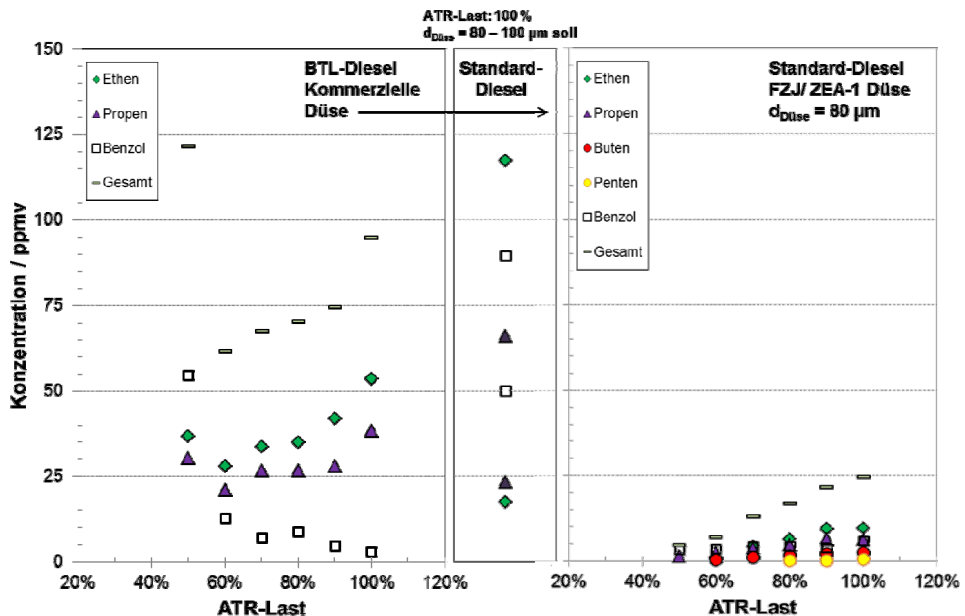 ATR-Last: 100%
dDüse = 80 – 100 µm soll
150
125
100
75
50
25
0
Konzentration / ppmv
Ethen
Propen
Benzol
Gesamt
BTL-Diesel
Kommerzielle
Düse
Standard-
Diesel
Ethen
Propen
Buten
Penten
Benzol
Gesamt
Standard-Diesel
FZJ/ ZEA-1 Düse
dDüse = 80 µm
20% 40% 60% 80% 100% 120%
20% 40% 60% 80% 100% 120%
ATR-Last
ATR-Last